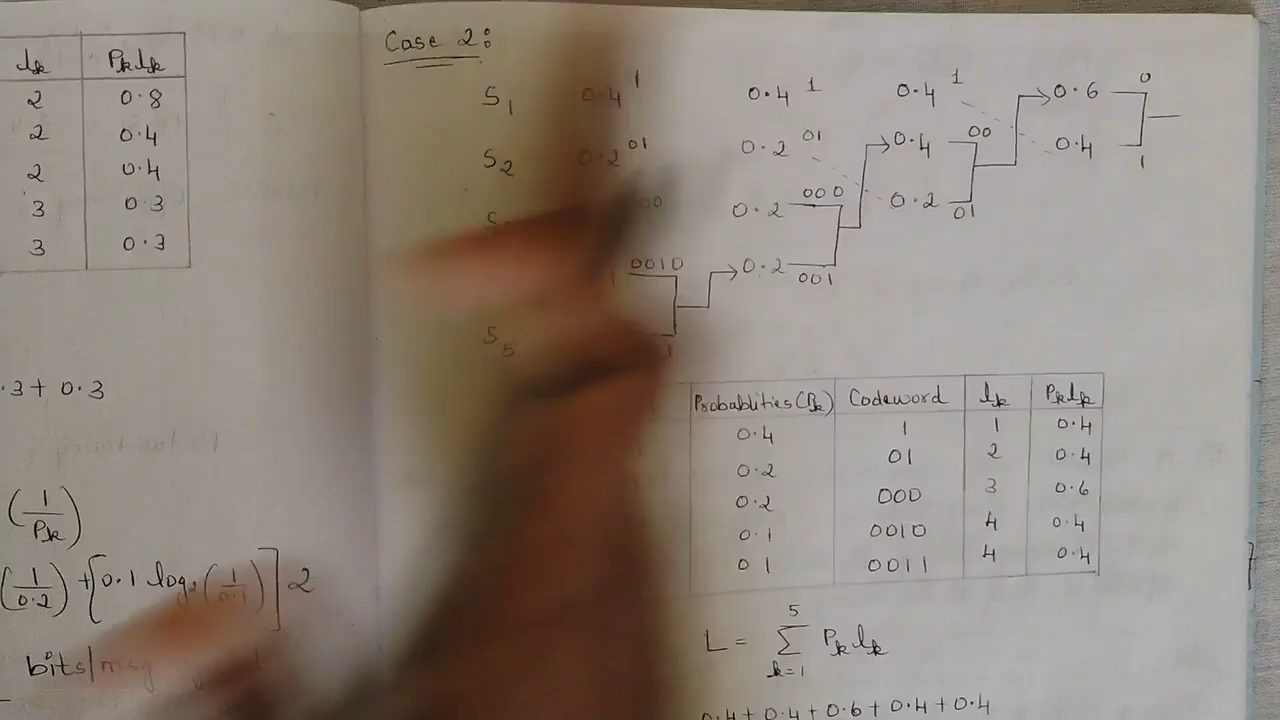 lk Pklk
2 0.8
2 0.4
2 0.4
3 0.3
3 0.3
.3 + 0.3
(1/Pk)
(1/0.2) + [0.1 log2 (1/0.1)] 2
bits/msg
Case 2:
S1 0.4 1 0.4 1 0.4 1 0.6 0
S2 0.2 01 0.2 01 0.4 00 0.4 1
0.2 000 0.2 01
0010 0.2 001
S5
Probablities (Pk) Codeword lk Pklk
0.4 1 1 0.4
0.2 01 2 0.4
0.2 000 3 0.6
0.1 0010 4 0.4
0.1 0011 4 0.4
L = 5 Σ k=1 Pklk
0.4 + 0.4 + 0.6 + 0.4 + 0.4